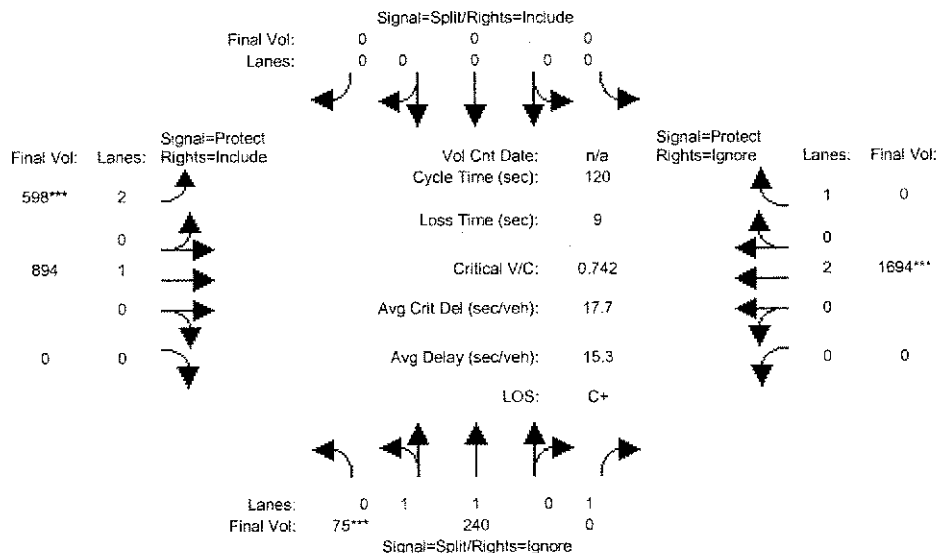 Signal=Split/Rights=Include
Final Vol: 0 0 0
Lanes: 0 0 0 0 0
Signal=Protect
Final Vol: Lanes: Rights=Include
Vol Cnt Date: n/a
Signal=Protect
Rights=Ignore Lanes: Final Vol:
Cycle Time (sec): 120
598*** 2
1 0
Loss Time (sec): 9
0
0
894 1
Critical V/C: 0.742
2 1694***
0
Avg Crit Del (sec/veh): 17.7
0
0 0
Avg Delay (sec/veh): 15.3
0 0
LOS: C+
Lanes: 0 1 1 0 1
Final Vol: 75*** 240 0
Signal=Split/Rights=Ignore